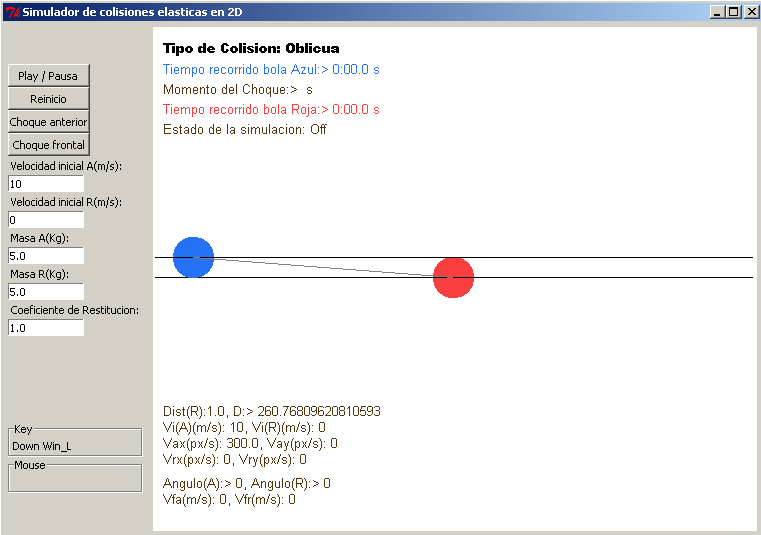 Simulador de colisiones elasticas en 2D
Play / Pausa
Reinicio
Choque anterior
Choque frontal
Velocidad inicial A(m/s):
10
Velocidad inicial R(m/s):
0
Masa A(Kg):
5.0
Masa R(Kg):
5.0
Coeficiente de Restitucion:
1.0
Key
Down Win_L
Mouse
Tipo de Colision: Oblicua
Tiempo recorrido bola Azul:> 0:00.0 s
Momento del Choque:> s
Tiempo recorrido bola Roja:> 0:00.0 s
Estado de la simulacion: Off
Dist(R):1.0, D:> 260.76809620810593
Vi(A)(m/s): 10, Vi(R)(m/s): 0
Vax(px/s): 300.0, Vay(px/s): 0
Vrx(px/s): 0, Vry(px/s): 0
Angulo(A):> 0, Angulo(R):> 0
Vfa(m/s): 0, Vfr(m/s): 0